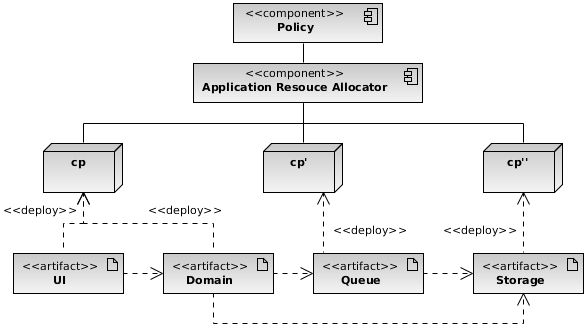 <<component>>
Policy
<<component>>
Application Resouce Allocator
cp
cp'
cp''
<<deploy>>
<<deploy>>
<<deploy>>
<<deploy>>
<<artifact>>
UI
<<artifact>>
Domain
<<artifact>>
Queue
<<artifact>>
Storage